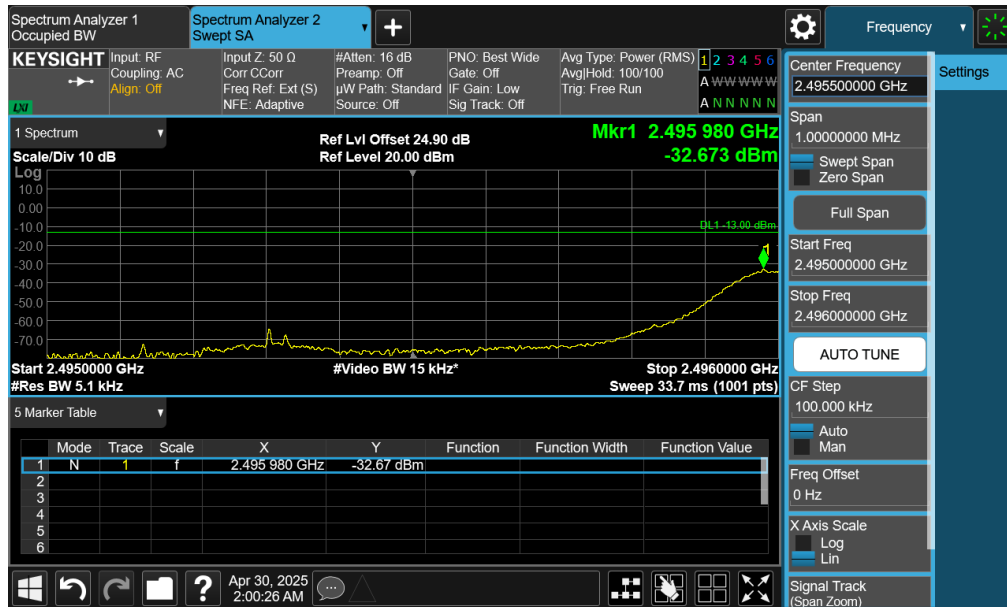 Spectrum Analyzer 1
Occupied BW
Spectrum Analyzer 2
Swept SA
Frequency
KEYSIGHT
LXI
Input: RF
Coupling: AC
Align: Off
Input Z: 50 Ω
Corr CCorr
Freq Ref: Ext (S)
NFE: Adaptive
#Atten: 16 dB
Preamp: Off
µW Path: Standard
Source: Off
PNO: Best Wide
Gate: Off
IF Gain: Low
Sig Track: Off
Avg Type: Power (RMS)
Avg|Hold: 100/100
Trig: Free Run
1 2 3 4 5 6
A W W W W W
A N N N N N
1 Spectrum
Scale/Div 10 dB
Ref Lvl Offset 24.90 dB
Ref Level 20.00 dBm
Mkr1 2.495 980 GHz
-32.673 dBm
Log
10.0
0.00
-10.0
-20.0
-30.0
-40.0
-50.0
-60.0
-70.0
DL1 -13.00 dBm
Start 2.4950000 GHz
#Res BW 5.1 kHz
#Video BW 15 kHz*
Stop 2.4960000 GHz
Sweep 33.7 ms (1001 pts)
5 Marker Table
Mode Trace Scale X Y Function Function Width Function Value
1 N 1 f 2.495 980 GHz -32.67 dBm
2
3
4
5
6
Apr 30, 2025
2:00:26 AM
Center Frequency
2.495500000 GHz
Span
1.00000000 MHz
Swept Span
Zero Span
Full Span
Start Freq
2.495000000 GHz
Stop Freq
2.496000000 GHz
AUTO TUNE
CF Step
100.000 kHz
Auto
Man
Freq Offset
0 Hz
X Axis Scale
Log
Lin
Signal Track
(Span Zoom)
Settings